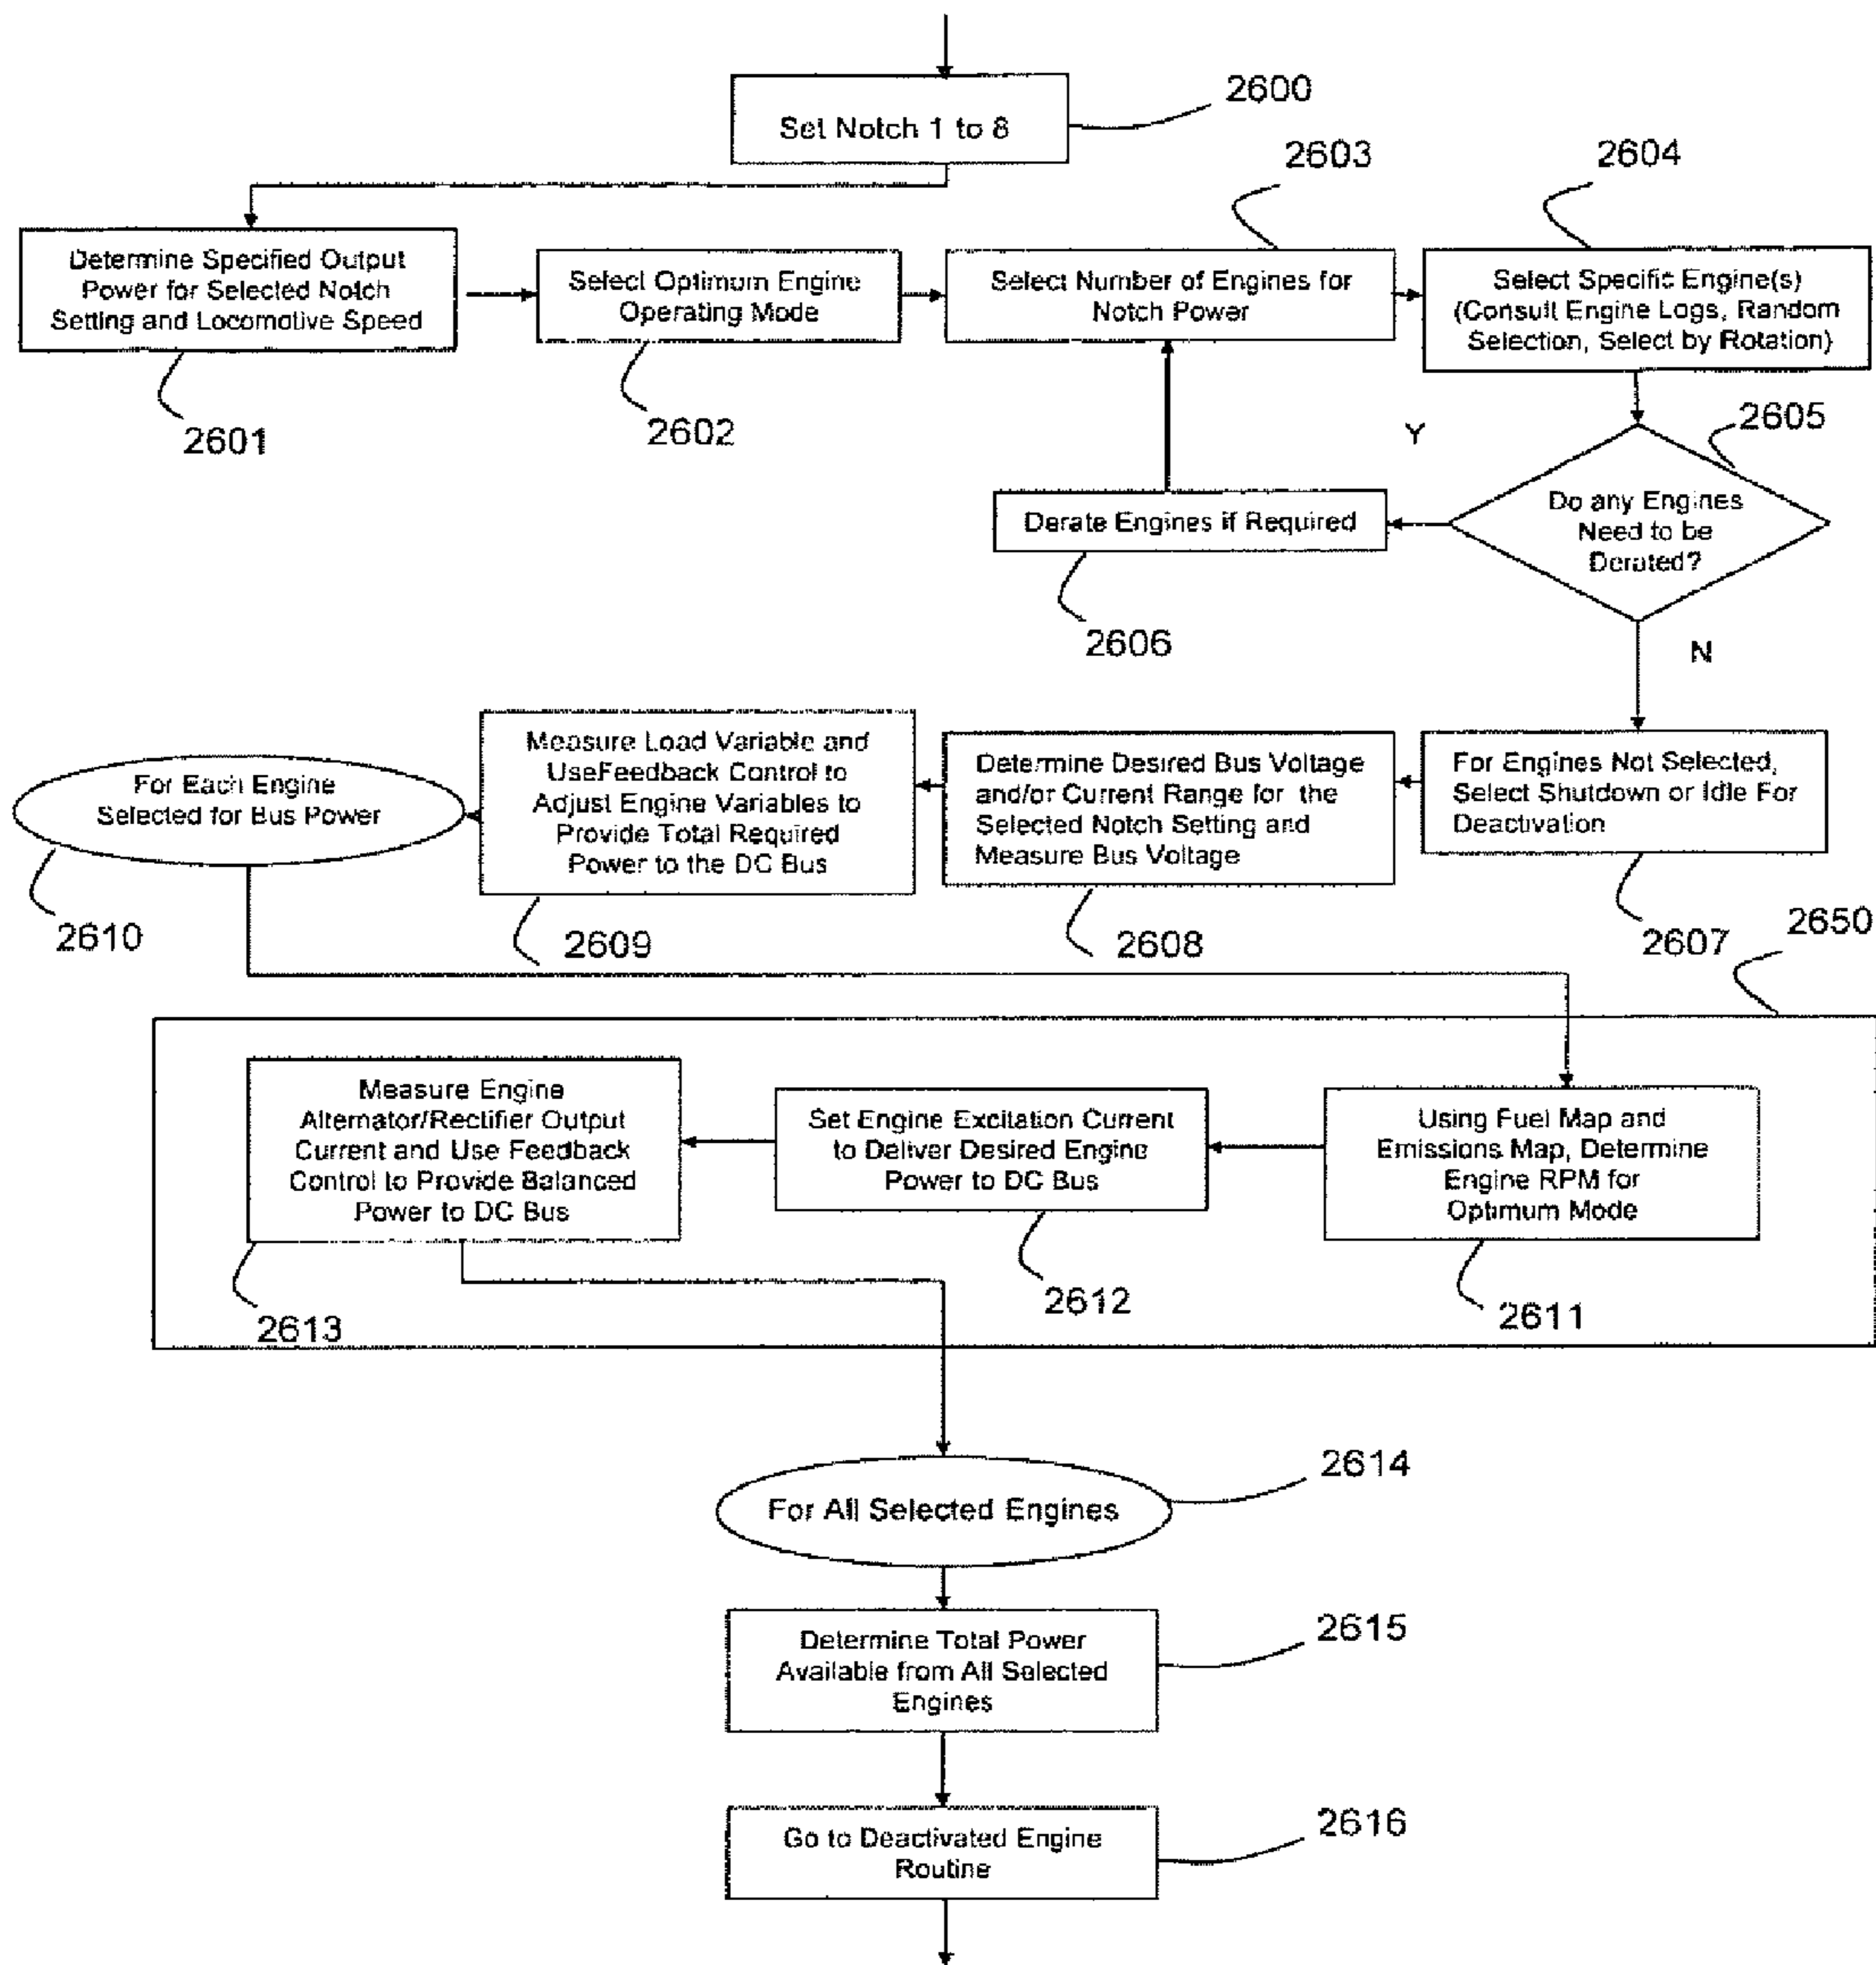 Set Notch 1 to 8
2600
2603
2604
Determine Specified Output
Power for Selected Notch
Setting and Locomotive Speed
2601
Select Optimum Engine
Operating Mode
2602
Select Number of Engines for
Notch Power
Select Specific Engine(s)
(Consult Engine Logs, Random
Selection, Select by Rotation)
2605
Y
Do any Engines
Need to be
Derated?
Derate Engines if Required
2606
N
For Each Engine
Selected for Bus Power
2610
Measure Load Variable and
UseFeedback Control to
Adjust Engine Variables to
Provide Total Required
Power to the DC Bus
2609
Determine Desired Bus Voltage
and/or Current Range for the
Selected Notch Setting and
Measure Bus Voltage
2608
For Engines Not Selected,
Select Shutdown or Idle For
Deactivation
2607
2650
Measure Engine
Alternator/Rectifier Output
Current and Use Feedback
Control to Provide Balanced
Power to DC Bus
2613
Set Engine Excitation Current
to Deliver Desired Engine
Power to DC Bus
2612
Using Fuel Map and
Emissions Map, Determine
Engine RPM for
Optimum Mode
2611
For All Selected Engines
2614
Determine Total Power
Available from All Selected
Engines
2615
Go to Deactivated Engine
Routine
2616